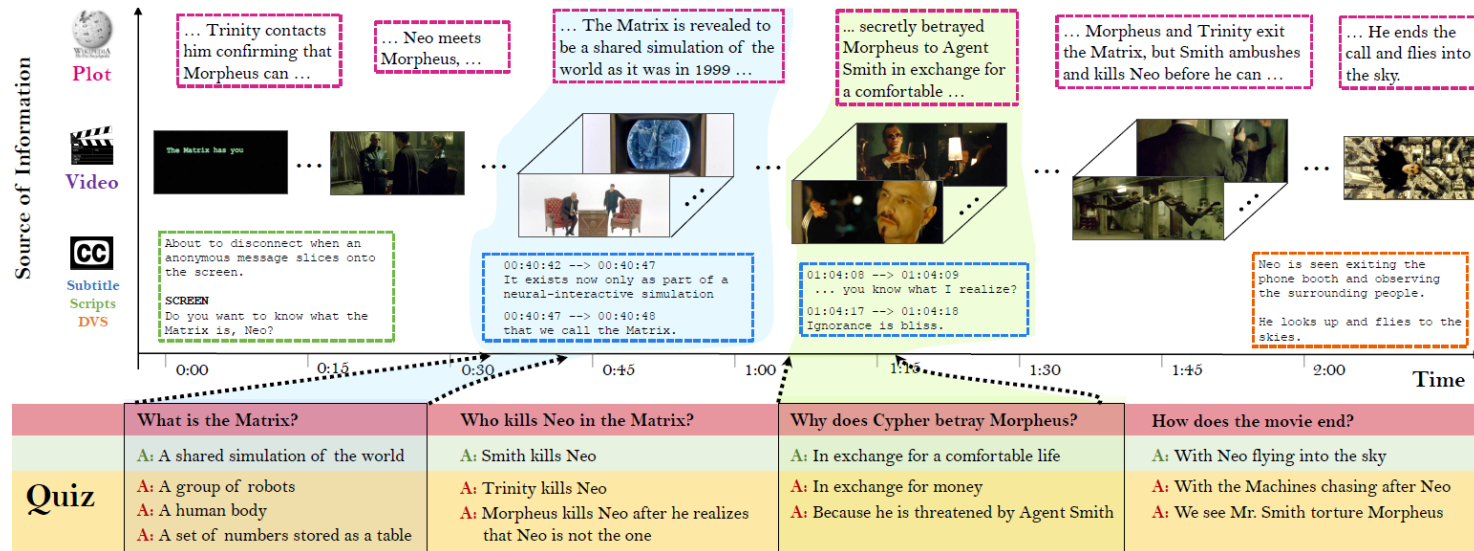 Source of Information
WIKIPEDIA
Plot
Video
CC
Subtitle
Scripts
DVS
… Trinity contacts
him confirming that
Morpheus can …
… Neo meets
Morpheus, …
… The Matrix is revealed to
be a shared simulation of the
world as it was in 1999 …
... secretly betrayed
Morpheus to Agent
Smith in exchange for
a comfortable …
… Morpheus and Trinity exit
the Matrix, but Smith ambushes
and kills Neo before he can …
… He ends the
call and flies into
the sky.
The Matrix has you
...
...
...
...
...
...
...
...
About to disconnect when an
anonymous message slices onto
the screen.
SCREEN
Do you want to know what the
Matrix is, Neo?
00:40:42 --> 00:40:47
It exists now only as part of a
neural-interactive simulation
00:40:47 --> 00:40:48
that we call the Matrix.
01:04:08 --> 01:04:09
... you know what I realize?
01:04:17 --> 01:04:18
Ignorance is bliss.
Neo is seen exiting the
phone booth and observing
the surrounding people.
He looks up and flies to the
skies.
0:00 0:15 0:30 0:45 1:00 1:15 1:30 1:45 2:00 Time
Quiz
What is the Matrix?
A: A shared simulation of the world
A: A group of robots
A: A human body
A: A set of numbers stored as a table
Who kills Neo in the Matrix?
A: Smith kills Neo
A: Trinity kills Neo
A: Morpheus kills Neo after he realizes
that Neo is not the one
Why does Cypher betray Morpheus?
A: In exchange for a comfortable life
A: In exchange for money
A: Because he is threatened by Agent Smith
How does the movie end?
A: With Neo flying into the sky
A: With the Machines chasing after Neo
A: We see Mr. Smith torture Morpheus